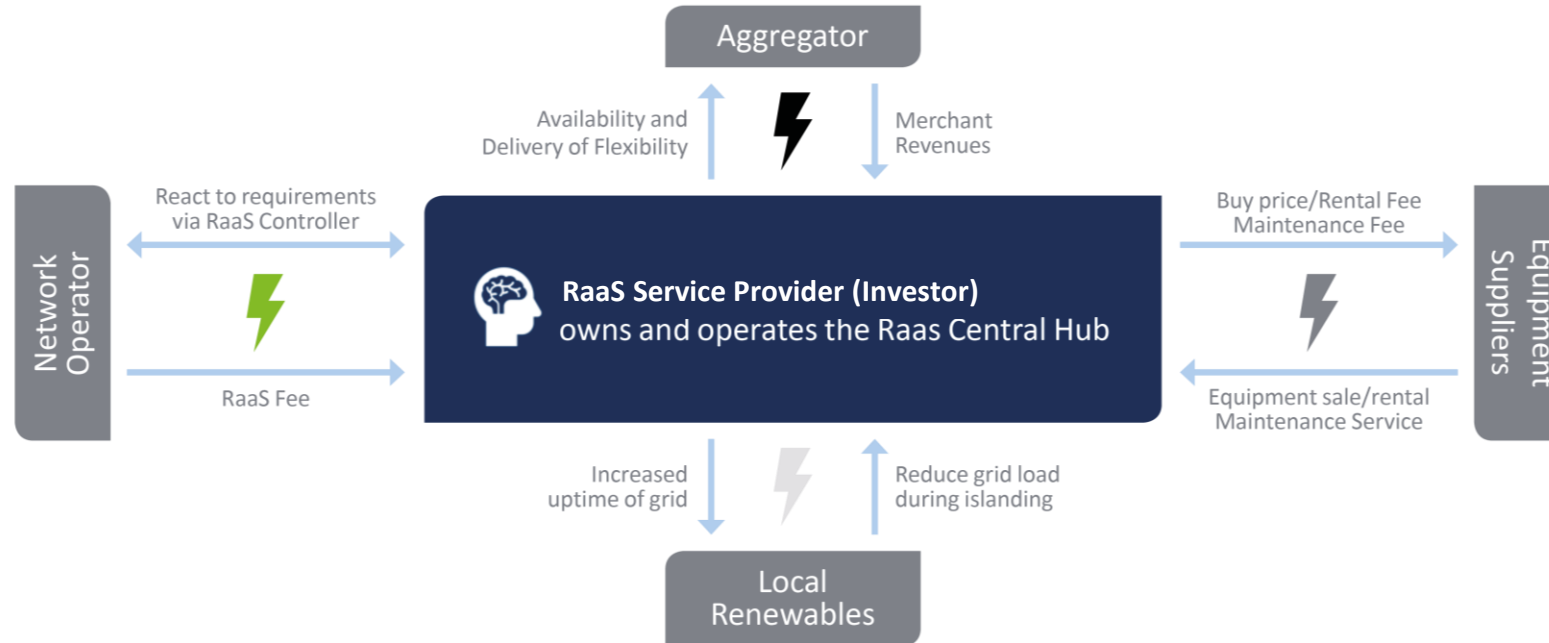 Aggregator
Availability and
Delivery of Flexibility
Merchant
Revenues
React to requirements
via RaaS Controller
Buy price/Rental Fee
Maintenance Fee
Network
Operator
RaaS Service Provider (Investor)
owns and operates the Raas Central Hub
Equipment
Suppliers
RaaS Fee
Equipment sale/rental
Maintenance Service
Increased
uptime of grid
Reduce grid load
during islanding
Local
Renewables